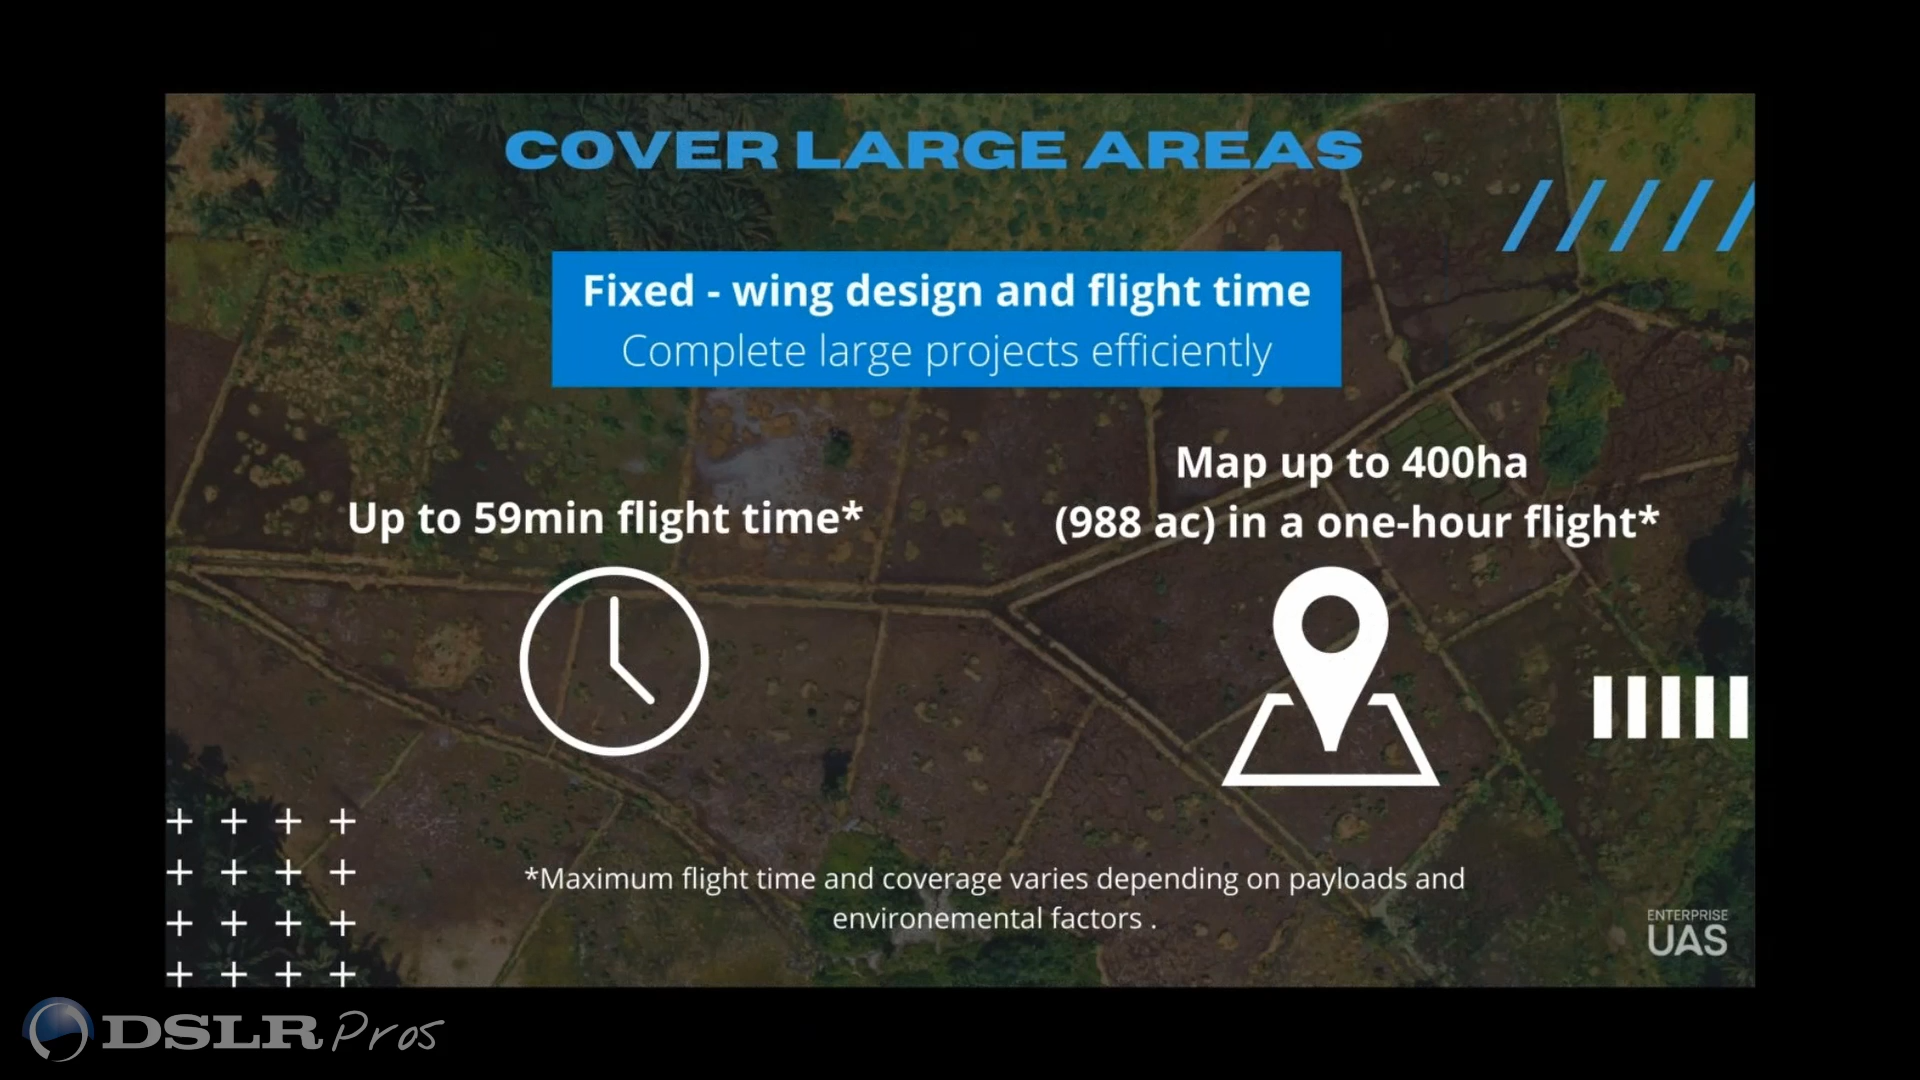 COVER LARGE AREAS
Fixed - wing design and flight time
Complete large projects efficiently
Up to 59min flight time*
Map up to 400ha
(988 ac) in a one-hour flight*
*Maximum flight time and coverage varies depending on payloads and
environemental factors .
ENTERPRISE
UAS
DSLR Pros